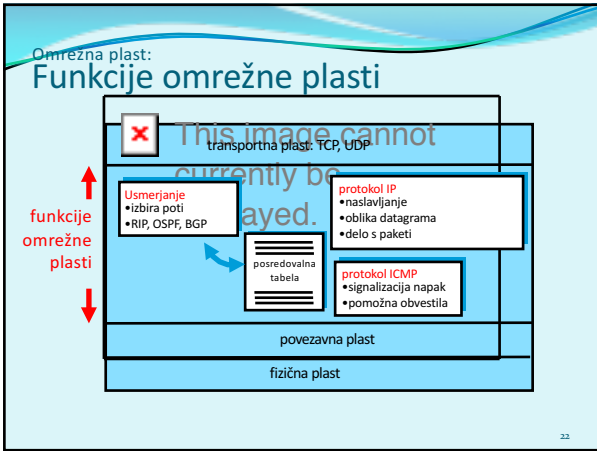 Omrežna plast:
Funkcije omrežne plasti
This image cannot
currently be
ayed.
transportna plast: TCP, UDP
funkcije
omrežne
plasti
Usmerjanje
•izbira poti
•RIP, OSPF, BGP
posredovalna
tabela
protokol IP
•naslavljanje
•oblika datagrama
•delo s paketi
protokol ICMP
•signalizacija napak
•pomožna obvestila
povezavna plast
fizična plast
22